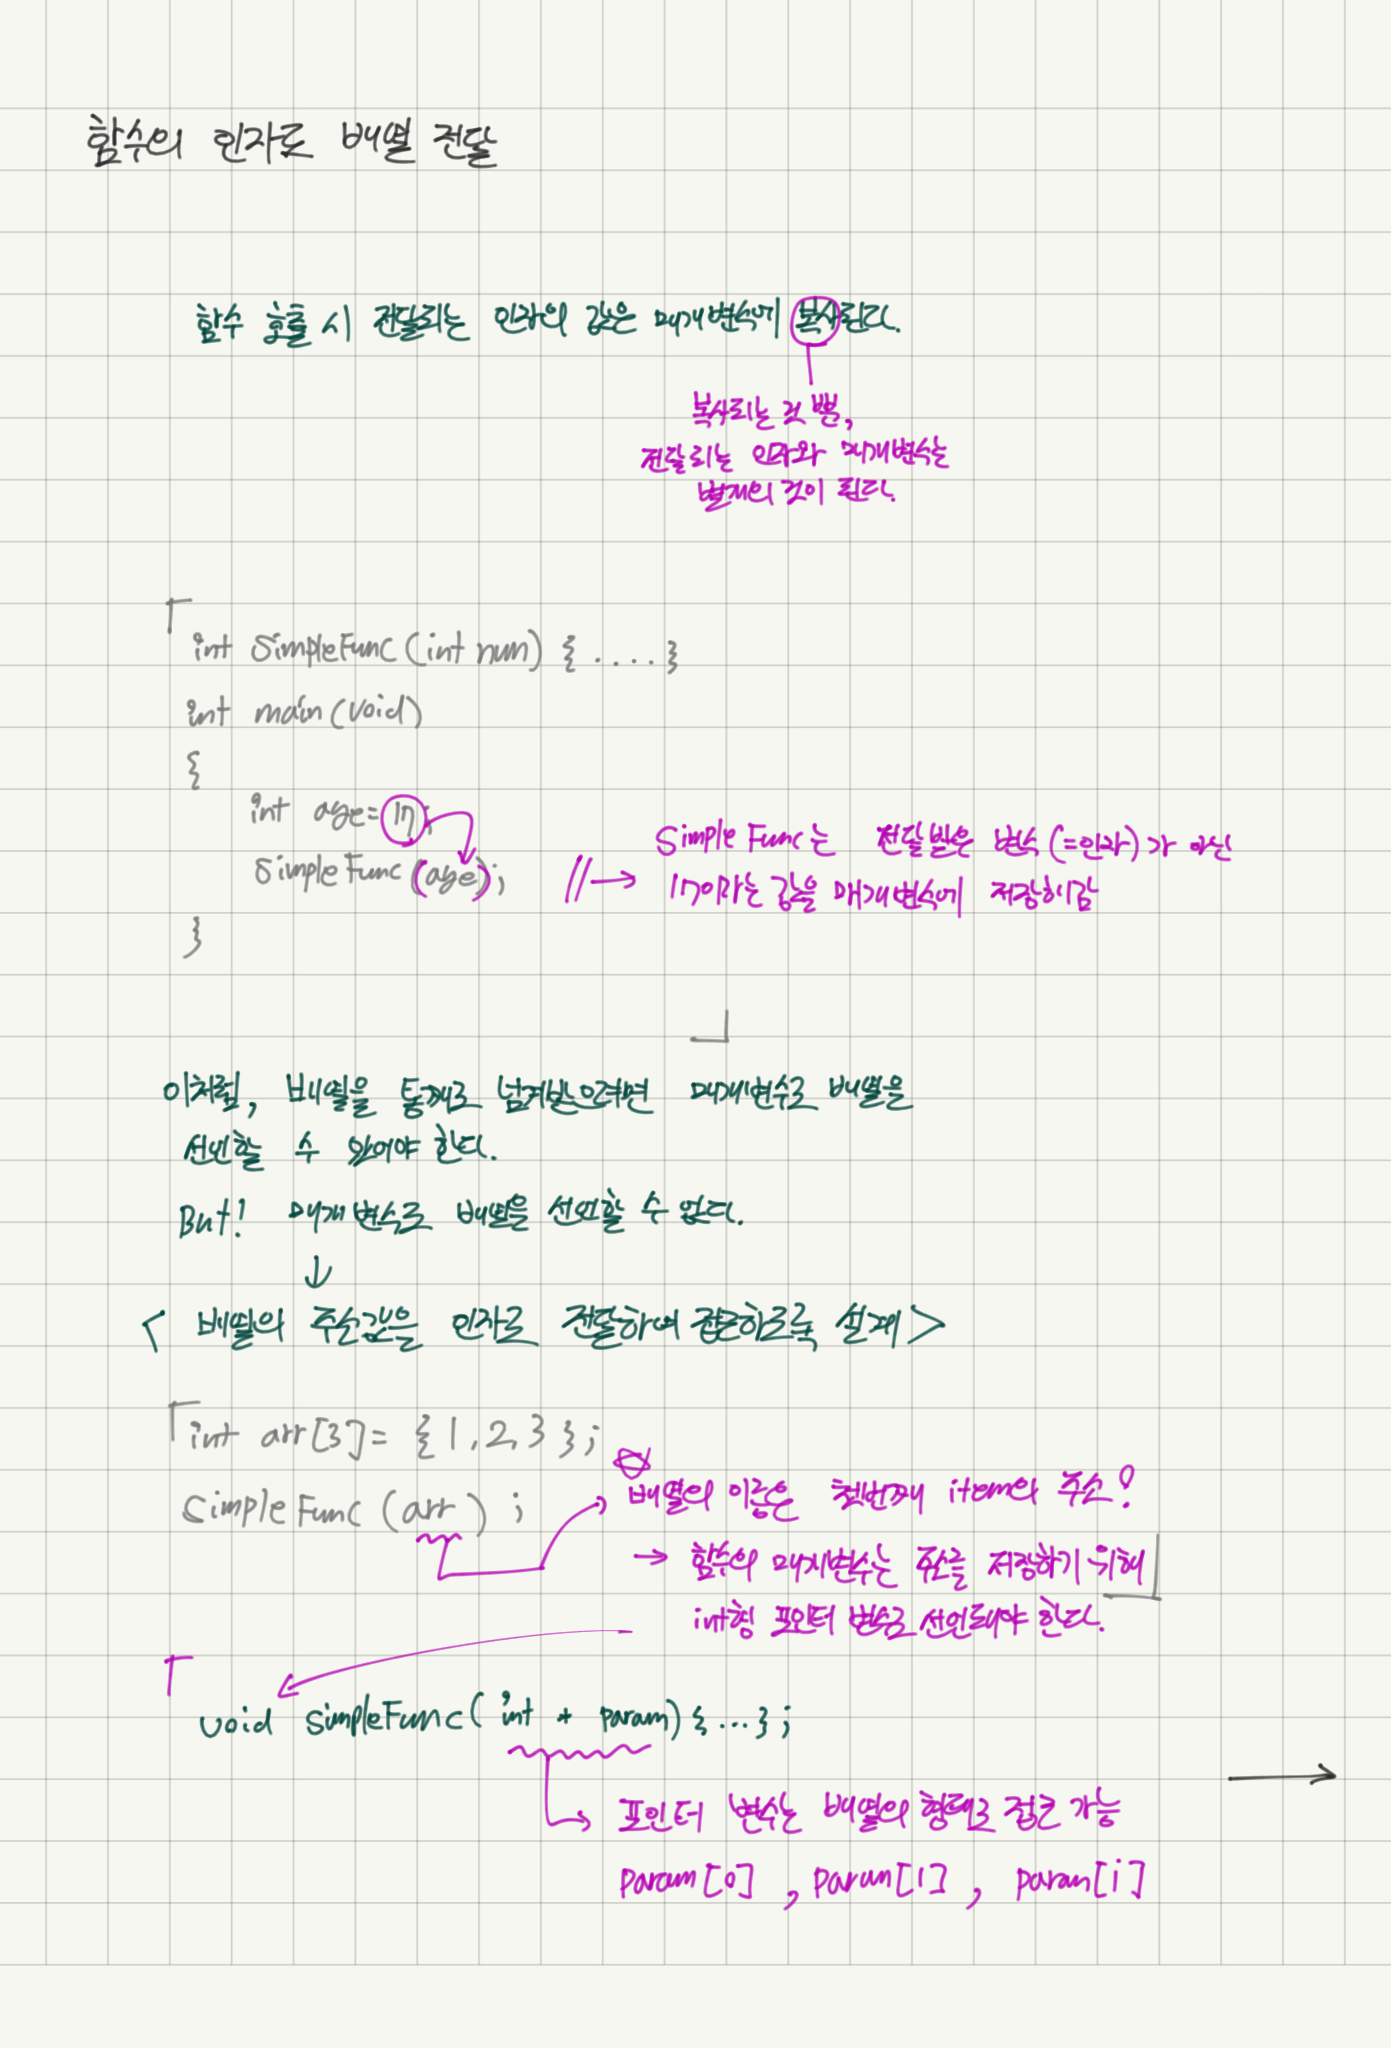 함수의 인자로 배열 전달
함수 호출 시 전달되는 인자의 값은 매개변수에 복사된다.
복사되는 것 뿐,
전달되는 인자와 매개변수는
별개의 것이 된다.
int SimpleFunc(int num) { ..... }
int main(void)
{
int age = 17;
SimpleFunc(age);
}
// → Simple Func는 전달받은 변수(=인자)가 아닌
17이라는 값을 매개변수에 저장해감
이처럼, 배열을 통째로 넘겨받으려면 매개변수로 배열을
선언할 수 있어야 한다.
But! 매개변수로 배열을 선언할 수 없다.
↓
< 배열의 주소값을 인자로 전달하여 접근하도록 설계 >
int arr[3] = {1, 2, 3};
SimpleFunc(arr);
배열의 이름은 첫번째 item의 주소!
→ 함수의 매개변수는 주소를 저장하기 위해
int형 포인터 변수로 선언돼야 한다.
void SimpleFunc(int * param) {...};
포인터 변수는 배열의 형태로 접근 가능
param[0], param[1], param[i]